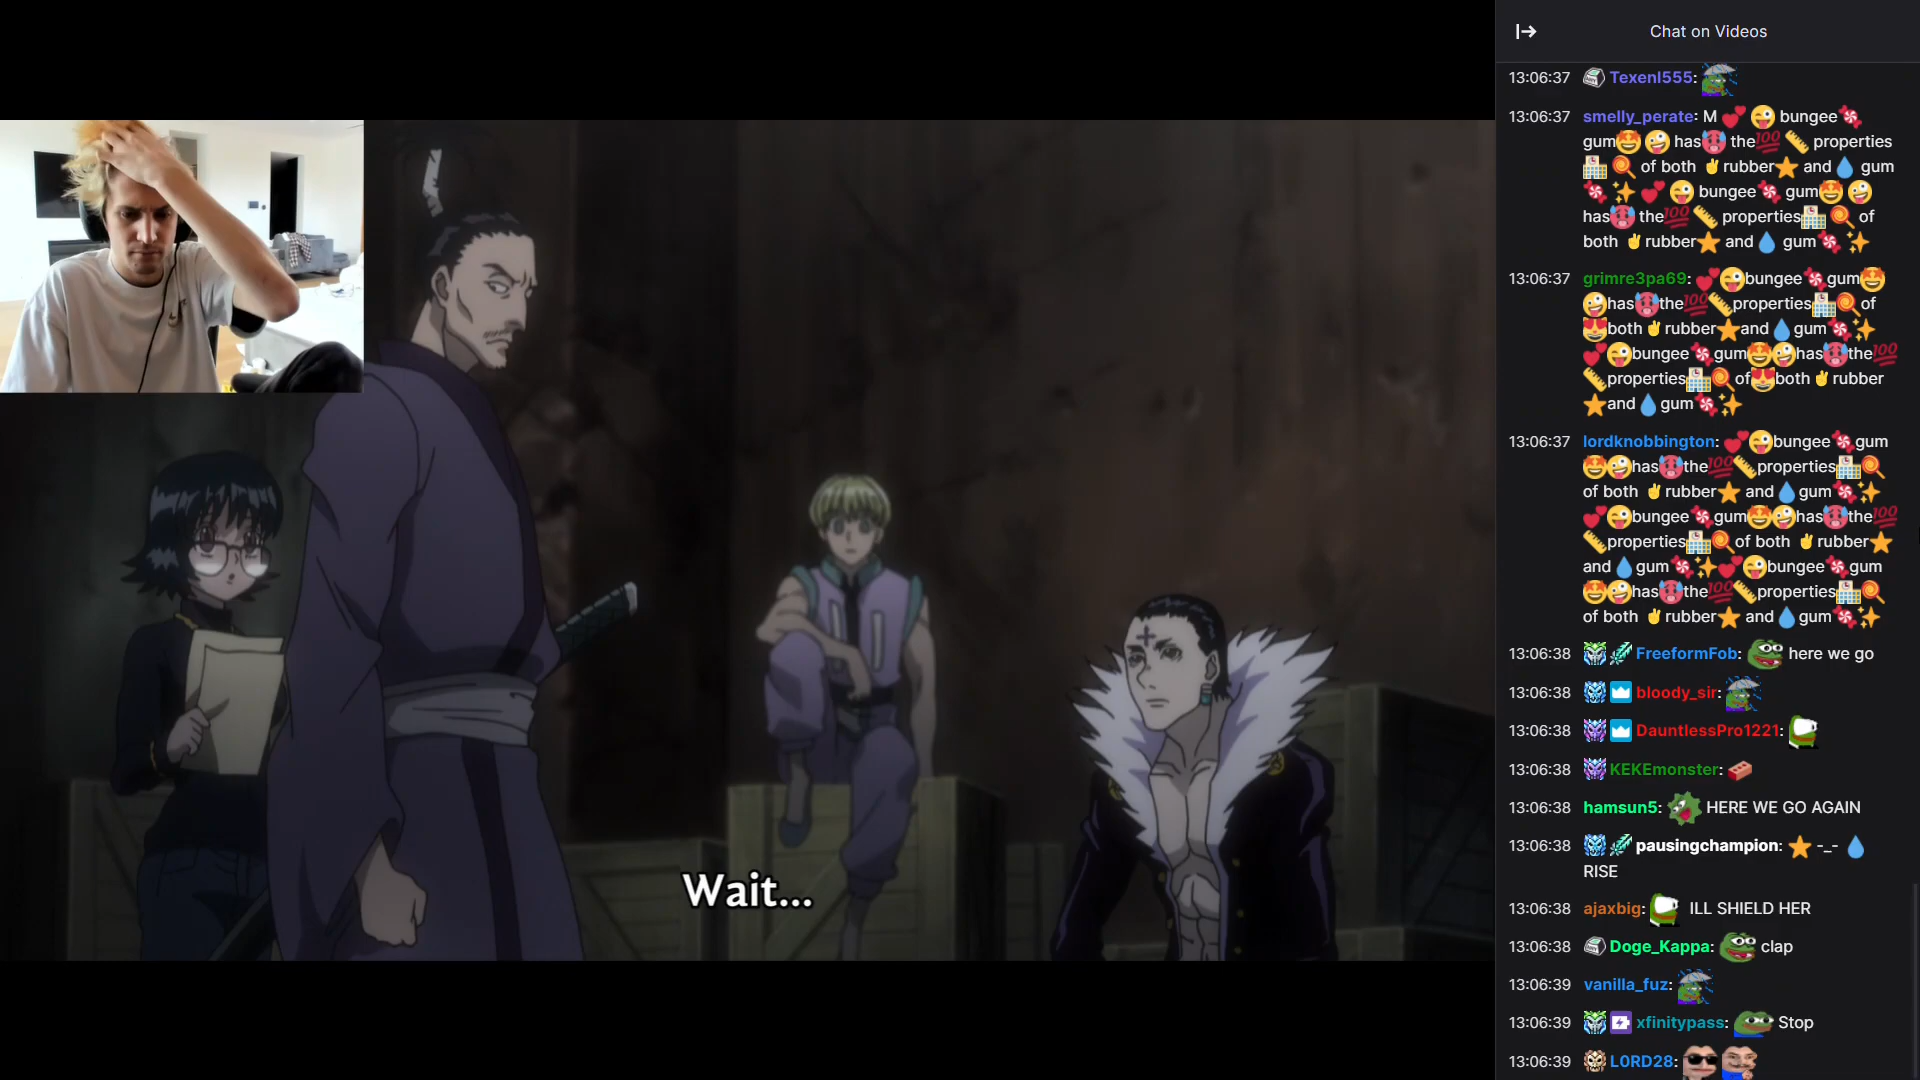 Chat on Videos
13:06:37 Texenl555:
13:06:37 smelly_perate: M 💕 😜 bungee🍬
gum🤩 🤪 has🥵 the💯 📏 properties
🏫 🍭 of both ✌rubber⭐ and 💧 gum
🍬 ✨ 💕 😜 bungee🍬 gum🤩 🤪
has🥵 the💯 📏 properties🏫 🍭 of
both ✌rubber⭐ and 💧 gum🍬 ✨
13:06:37 grimre3pa69: 💕😜bungee🍬gum🤩
🤪has🥵the💯📏properties🏫🍭of
😍both✌rubber⭐and💧gum🍬✨
💕😜bungee🍬gum🤩🤪has🥵the💯
📏properties🏫🍭of😍both✌rubber
⭐and💧gum🍬✨
13:06:37 lordknobbington: 💕😜bungee🍬gum
🤩🤪has🥵the💯📏properties🏫🍭
of both ✌rubber⭐ and 💧gum🍬✨
💕😜bungee🍬gum🤩🤪has🥵the💯
📏properties🏫🍭of both ✌rubber⭐
and 💧gum🍬✨💕😜bungee🍬gum
🤩🤪has🥵the💯📏properties🏫🍭
of both ✌rubber⭐ and 💧gum🍬✨
13:06:38 FreeformFob: here we go
13:06:38 bloody_sir:
13:06:38 DauntlessPro1221:
13:06:38 KEKEmonster: 🧱
13:06:38 hamsun5: HERE WE GO AGAIN
13:06:38 pausingchampion: ⭐ -_- 💧
RISE
13:06:38 ajaxbig: ILL SHIELD HER
13:06:38 Doge_Kappa: clap
13:06:39 vanilla_fuz:
13:06:39 xfinitypass: Stop
13:06:39 L0RD28:
Wait...